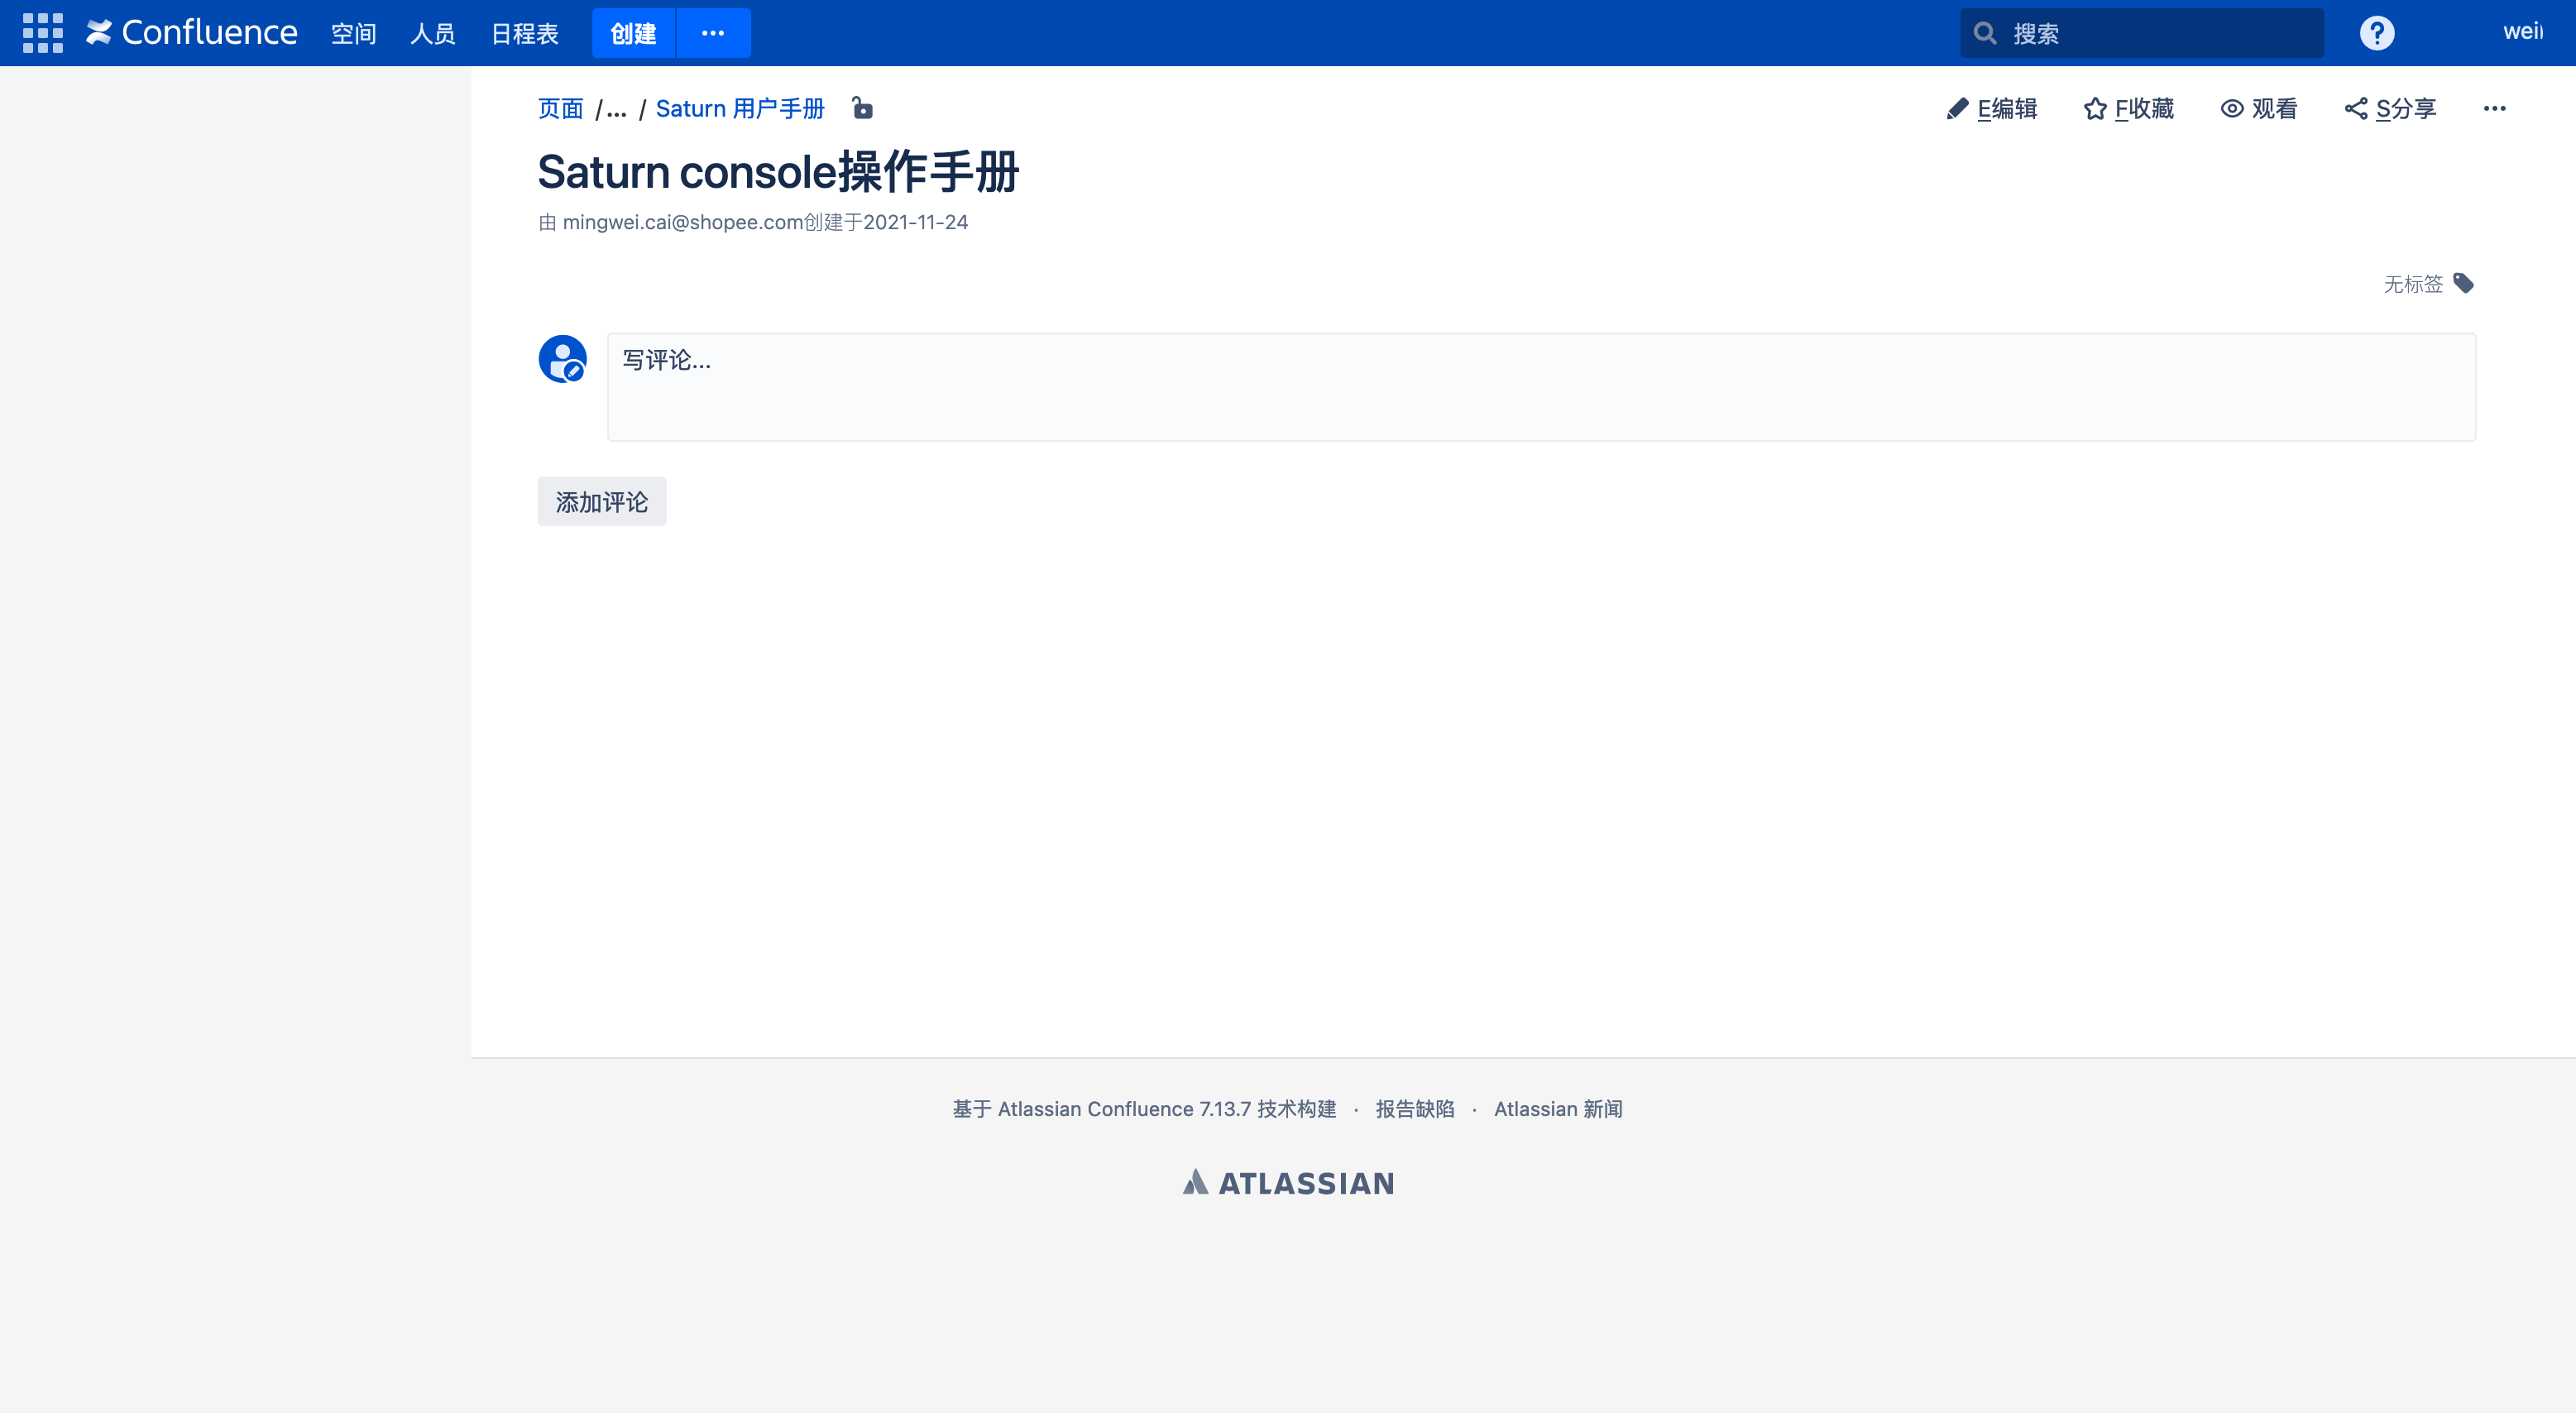 Confluence 空间 人员 日程表 创建 ··· 搜索 ? wei
页面 /... / Saturn 用户手册 E编辑 F收藏 观看 S分享 ···
Saturn console操作手册
由 mingwei.cai@shopee.com创建于2021-11-24
无标签
写评论...
添加评论
基于 Atlassian Confluence 7.13.7 技术构建 · 报告缺陷 · Atlassian 新闻
ATLASSIAN